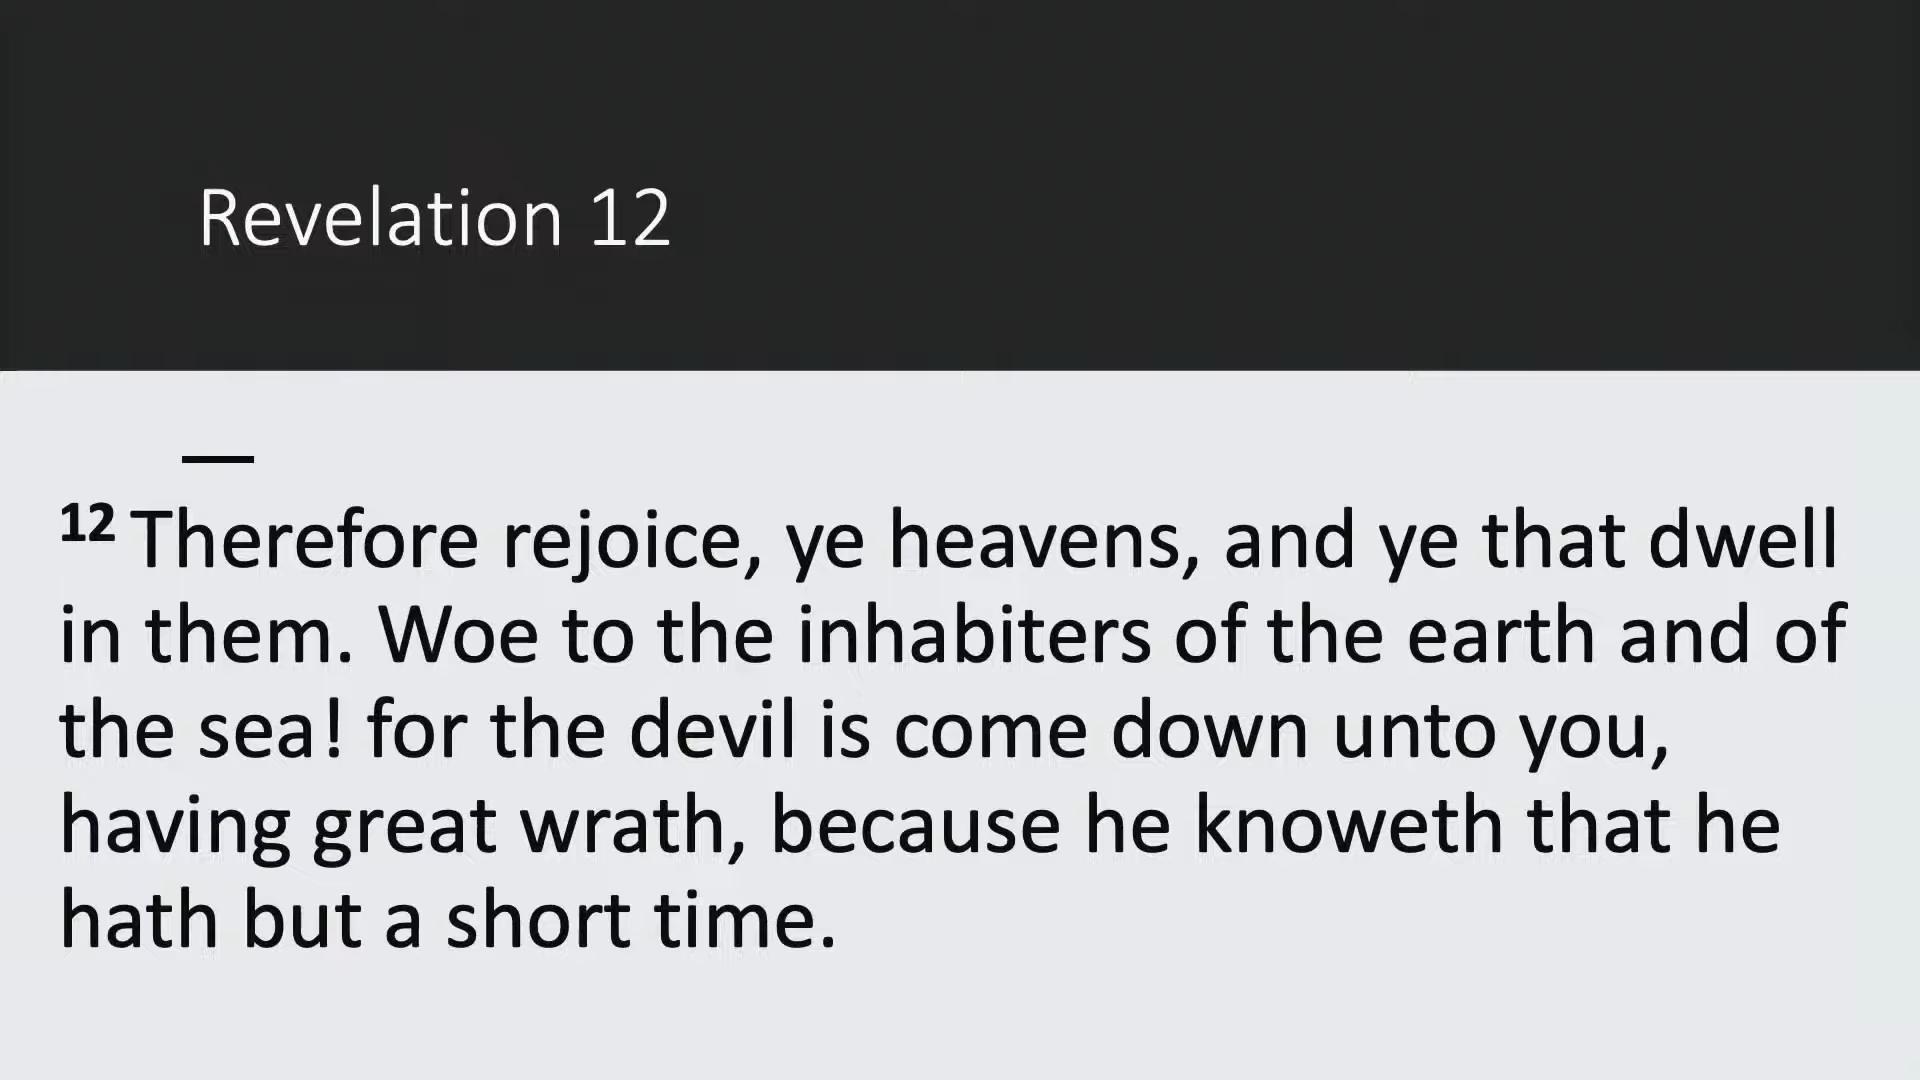 Revelation 12
12 Therefore rejoice, ye heavens, and ye that dwell
in them. Woe to the inhabiters of the earth and of
the sea! for the devil is come down unto you,
having great wrath, because he knoweth that he
hath but a short time.